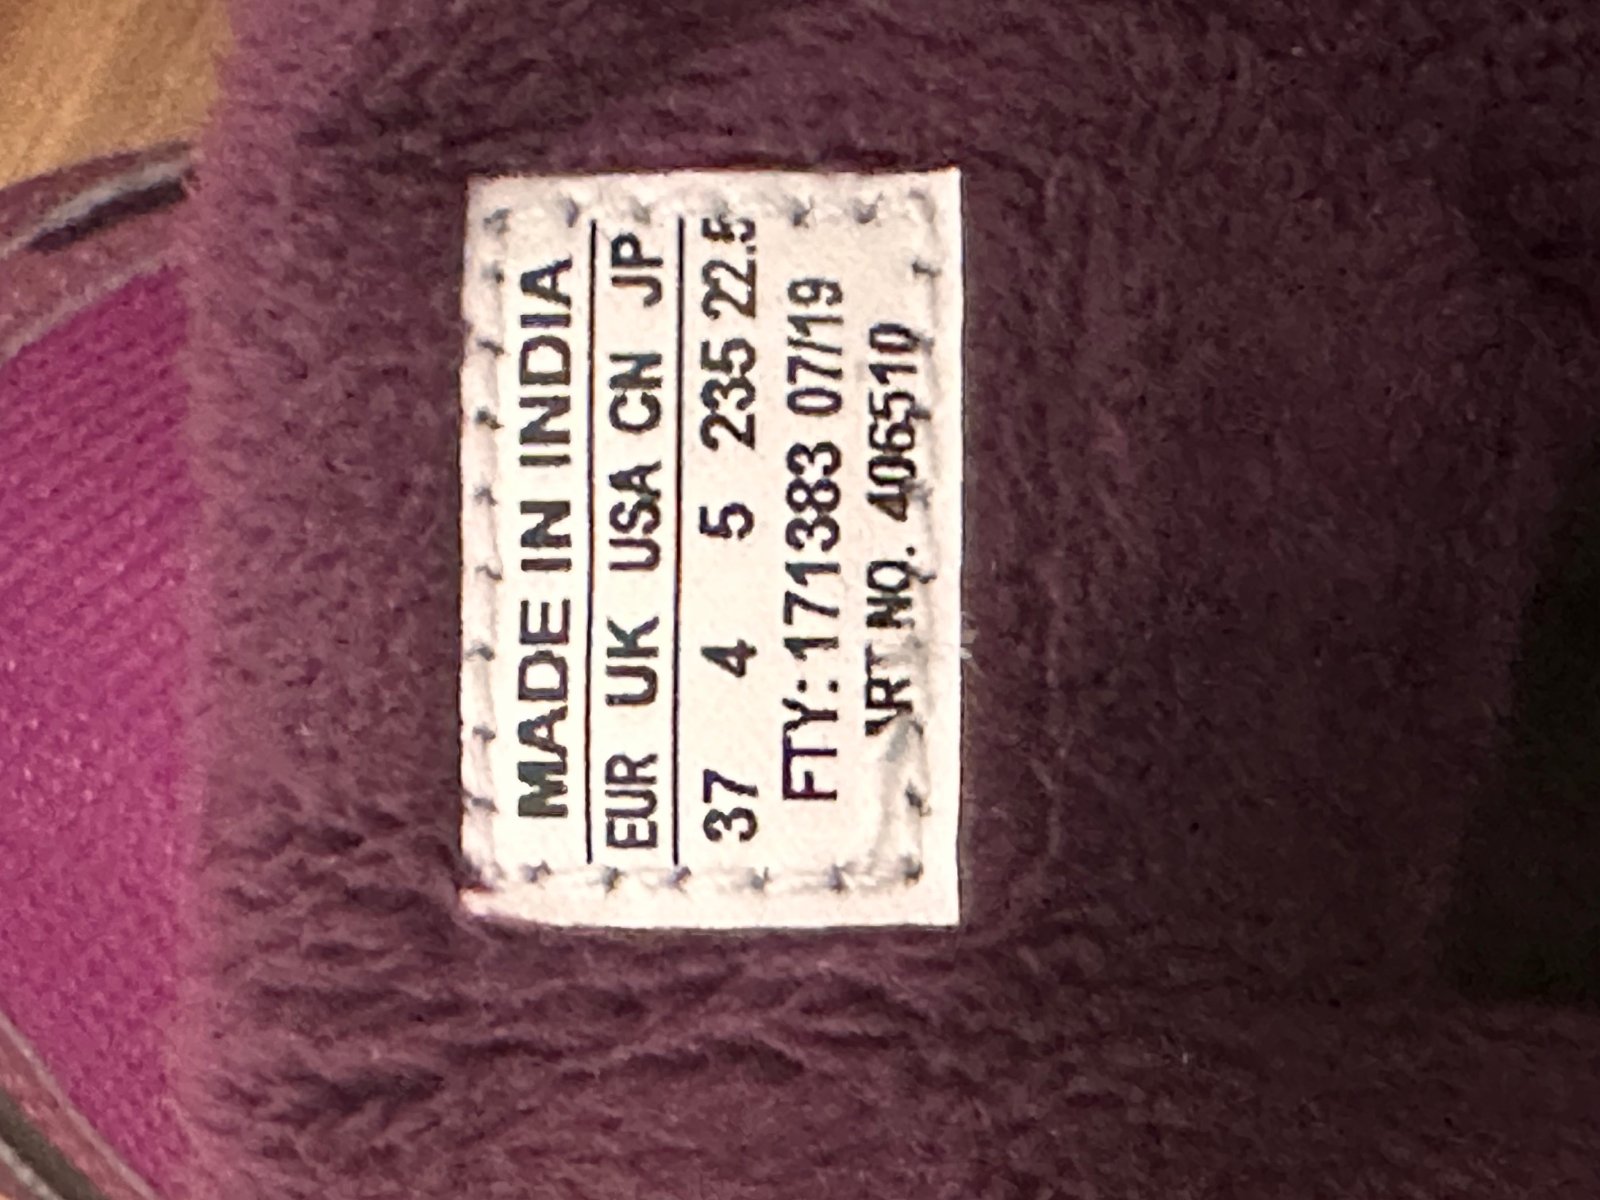 MADE IN INDIA
EUR UK USA CN JP
37 4 5 235 22.5
FTY:171383 07/19
ART NO. 406510